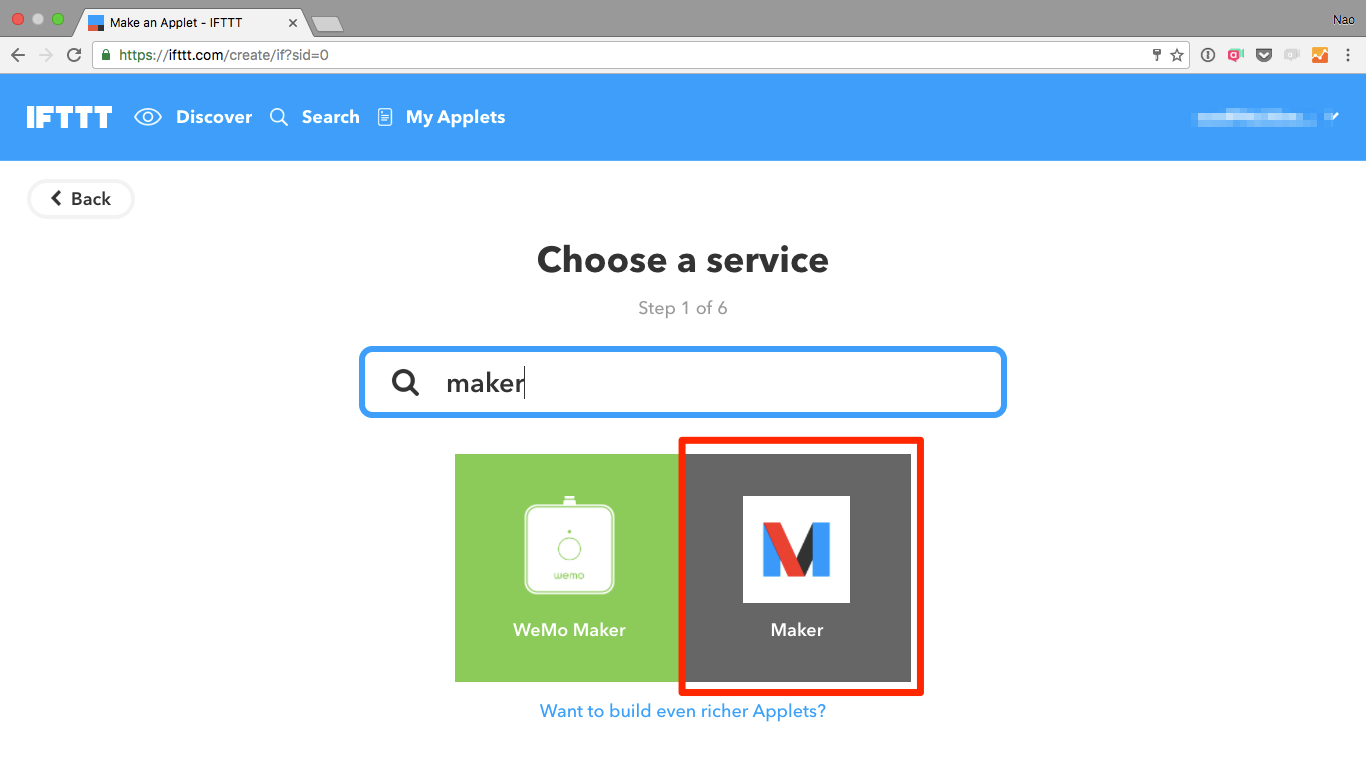 Make an Applet - IFTTT
Nao
https://ifttt.com/create/if?sid=0
IFTTT Discover Search My Applets
Back
Choose a service
Step 1 of 6
maker
wemo
WeMo Maker
M
Maker
Want to build even richer Applets?